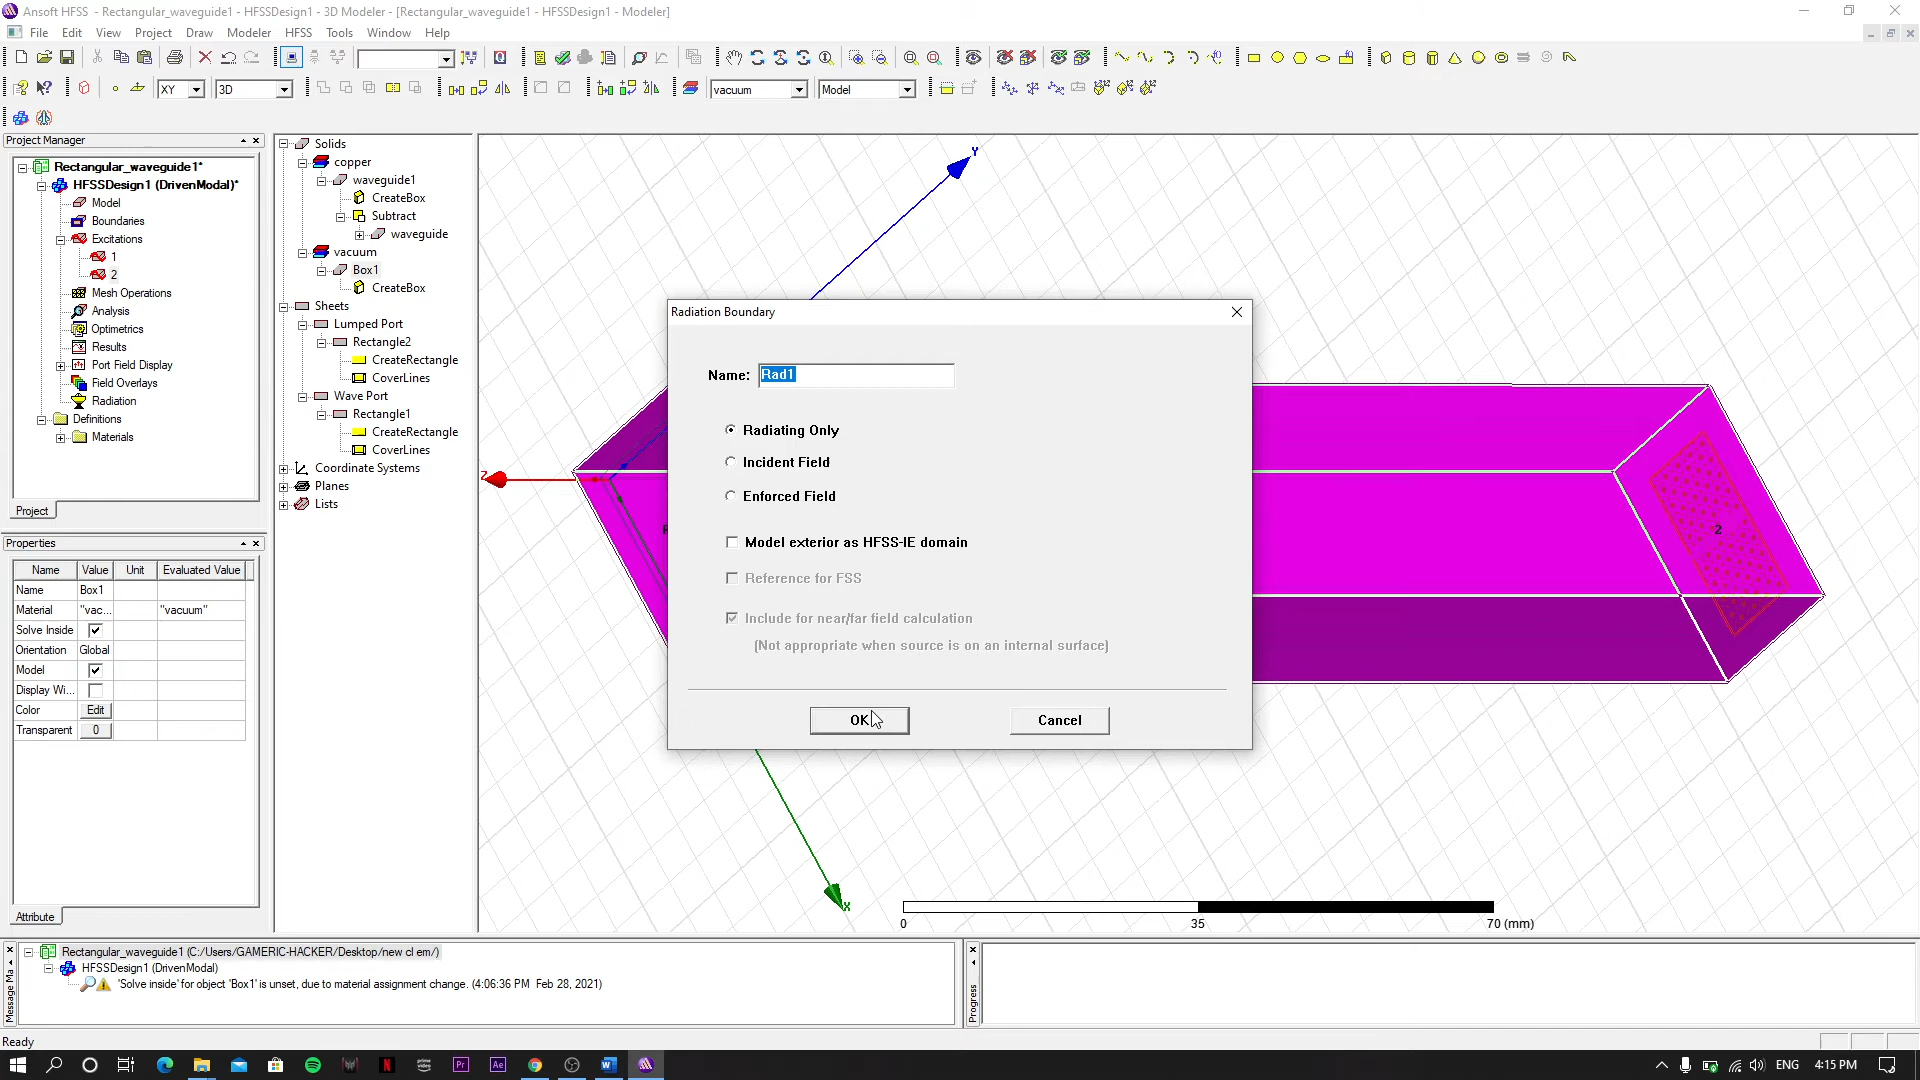 Ansoft HFSS - Rectangular_waveguide1 - HFSSDesign1 - 3D Modeler - [Rectangular_waveguide1 - HFSSDesign1 - Modeler]
File Edit View Project Draw Modeler HFSS Tools Window Help
XY 3D vacuum Model
Project Manager
Rectangular_waveguide1*
HFSSDesign1 (DrivenModal)*
Model
Boundaries
Excitations
1
2
Mesh Operations
Analysis
Optimetrics
Results
Port Field Display
Field Overlays
Radiation
Definitions
Materials
Project
Properties
Name Value Unit Evaluated Value
Name Box1
Material "vac... "vacuum"
Solve Inside
Orientation Global
Model
Display Wi...
Color Edit
Transparent 0
Attribute
Solids
copper
waveguide1
CreateBox
Subtract
waveguide
vacuum
Box1
CreateBox
Sheets
Lumped Port
Rectangle2
CreateRectangle
CoverLines
Wave Port
Rectangle1
CreateRectangle
CoverLines
Coordinate Systems
Planes
Lists
Y
Z
X
2
0 35 70 (mm)
Radiation Boundary
Name: Rad1
Radiating Only
Incident Field
Enforced Field
Model exterior as HFSS-IE domain
Reference for FSS
Include for near/far field calculation
(Not appropriate when source is on an internal surface)
OK Cancel
Message Ma
Rectangular_waveguide1 (C:/Users/GAMERIC-HACKER/Desktop/new cl em/)
HFSSDesign1 (DrivenModal)
'Solve inside' for object 'Box1' is unset, due to material assignment change. (4:06:36 PM Feb 28, 2021)
Progress
Ready
ENG 4:15 PM